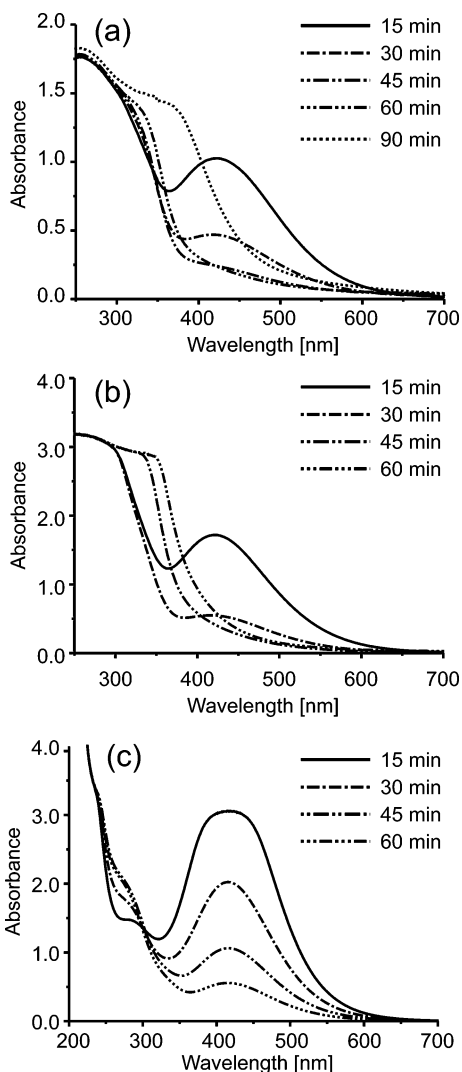 (a)
15 min
30 min
45 min
60 min
90 min
2.0
1.5
1.0
0.5
0.0
Absorbance
300 400 500 600 700
Wavelength [nm]
(b)
15 min
30 min
45 min
60 min
4.0
3.0
2.0
1.0
0.0
Absorbance
300 400 500 600 700
Wavelength [nm]
(c)
15 min
30 min
45 min
60 min
4.0
3.0
2.0
1.0
0.0
Absorbance
200 300 400 500 600 700
Wavelength [nm]